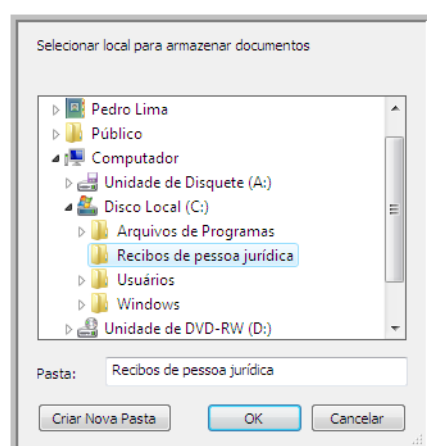 Selecionar local para armazenar documentos
Pedro Lima
Público
Computador
Unidade de Disquete (A:)
Disco Local (C:)
Arquivos de Programas
Recibos de pessoa jurídica
Usuários
Windows
Unidade de DVD-RW (D:)
Pasta: Recibos de pessoa jurídica
Criar Nova Pasta OK Cancelar